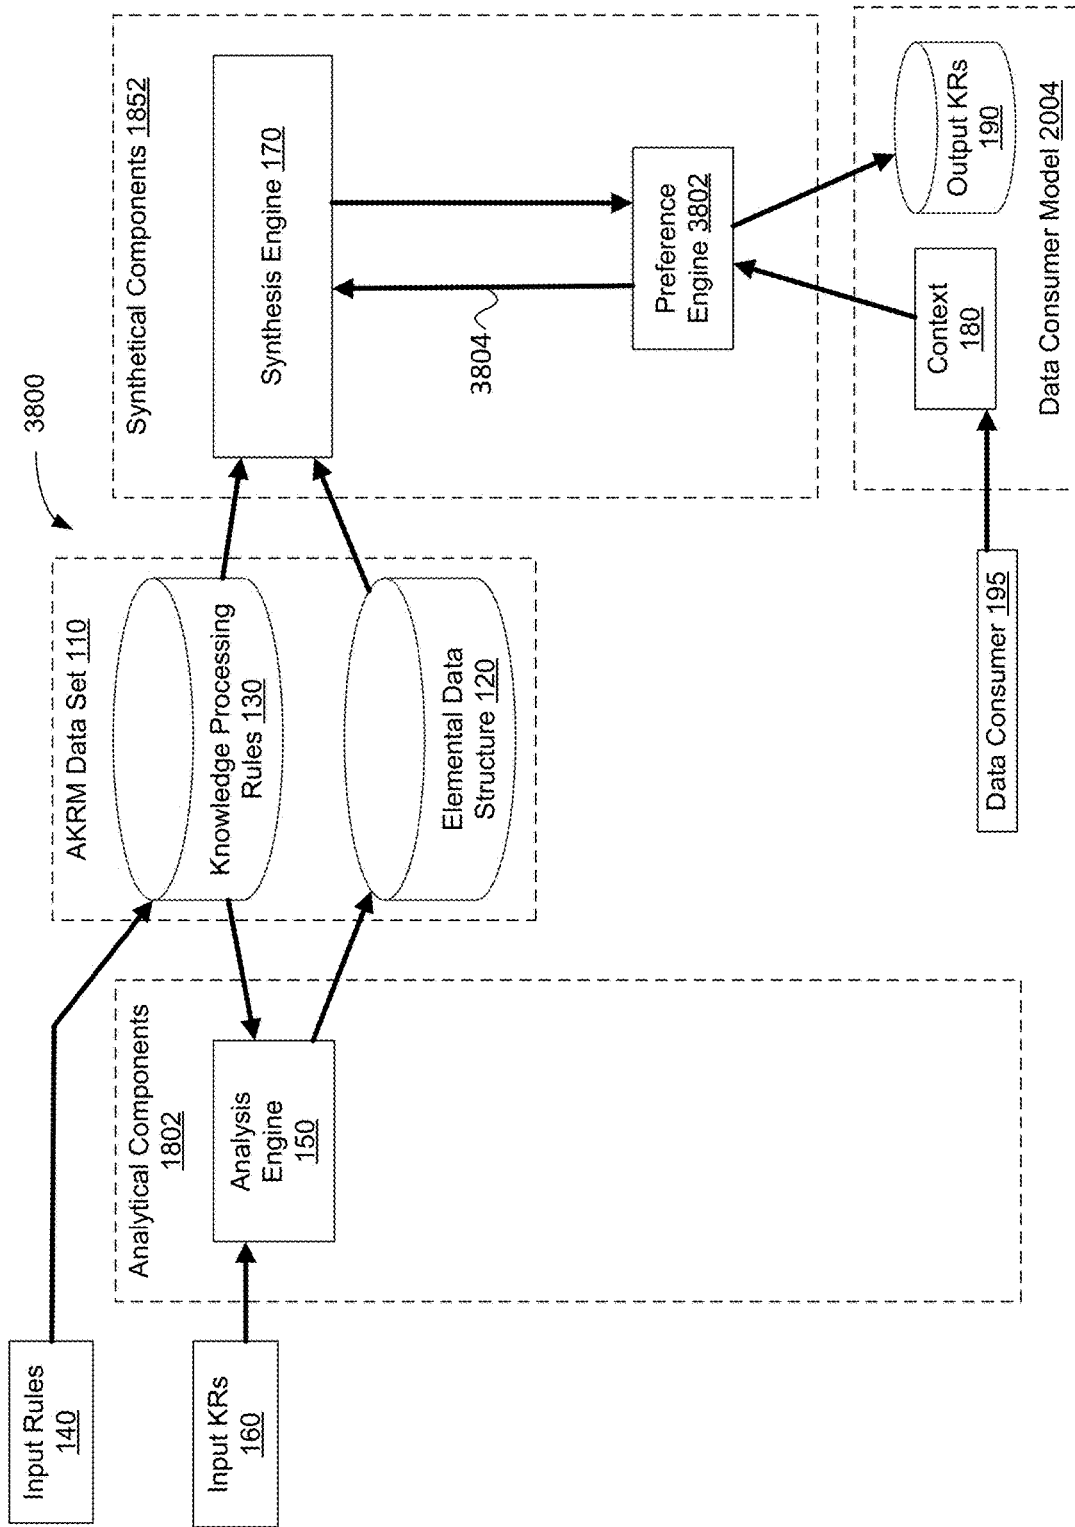 3800
Input Rules
140
Input KRs
160
Analytical Components
1802
Analysis
Engine
150
AKRM Data Set 110
Knowledge Processing
Rules 130
Elemental Data
Structure 120
Synthetical Components 1852
Synthesis Engine 170
3804
Preference
Engine 3802
Data Consumer 195
Context
180
Output KRs
190
Data Consumer Model 2004